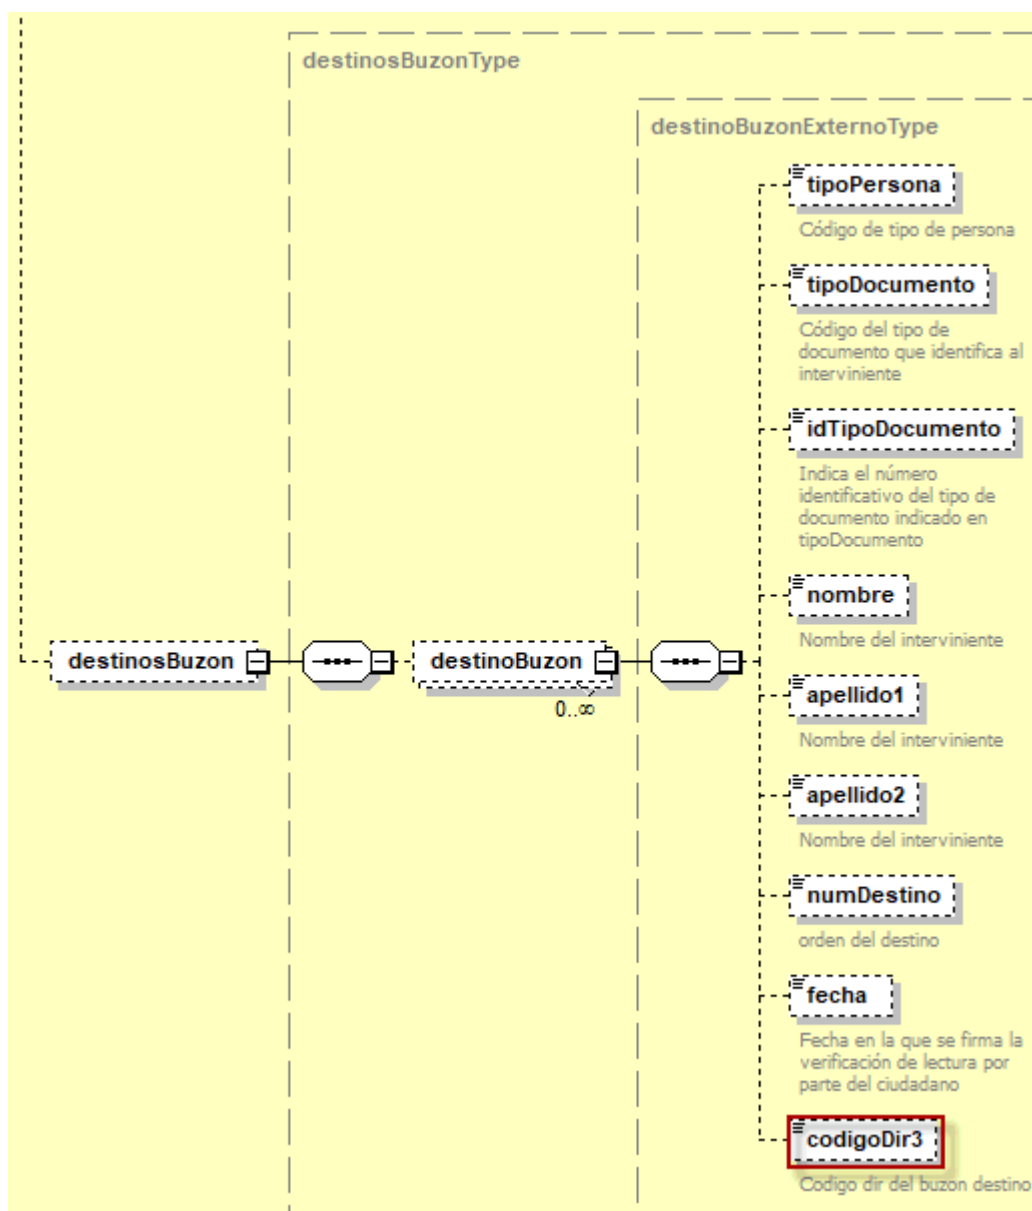 destinosBuzonType
destinoBuzonExternoType
tipoPersona
Código de tipo de persona
tipoDocumento
Código del tipo de
documento que identifica al
interviniente
idTipoDocumento
Indica el número
identificativo del tipo de
documento indicado en
tipoDocumento
nombre
Nombre del interviniente
destinosBuzon
destinoBuzon
0..∞
apellido1
Nombre del interviniente
apellido2
Nombre del interviniente
numDestino
orden del destino
fecha
Fecha en la que se firma la
verificación de lectura por
parte del ciudadano
codigoDir3
Codigo dir del buzon destino